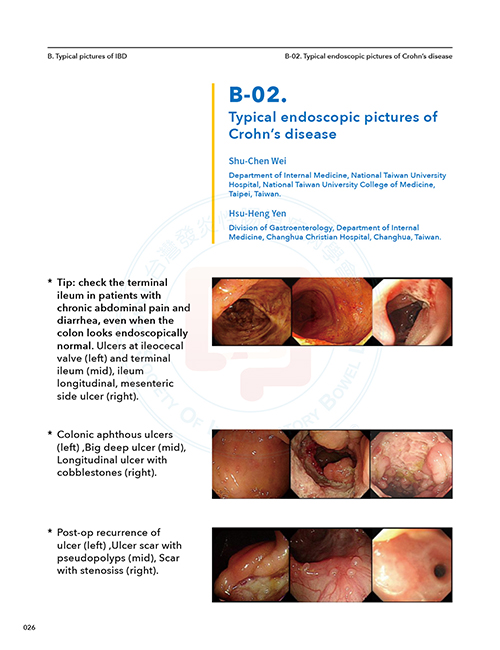 B. Typical pictures of IBD
B-02. Typical endoscopic pictures of Crohn's disease
B-02.
Typical endoscopic pictures of
Crohn's disease
Shu-Chen Wei
Department of Internal Medicine, National Taiwan University
Hospital, National Taiwan University College of Medicine,
Taipei, Taiwan.
Hsu-Heng Yen
Division of Gastroenterology, Department of Internal
Medicine, Changhua Christian Hospital, Changhua, Taiwan.
* Tip: check the terminal
ileum in patients with
chronic abdominal pain and
diarrhea, even when the
colon looks endoscopically
normal. Ulcers at ileocecal
valve (left) and terminal
ileum (mid), ileum
longitudinal, mesenteric
side ulcer (right).
* Colonic aphthous ulcers
(left) ,Big deep ulcer (mid),
Longitudinal ulcer with
cobblestones (right).
* Post-op recurrence of
ulcer (left) ,Ulcer scar with
pseudopolyps (mid), Scar
with stenosiss (right).
026